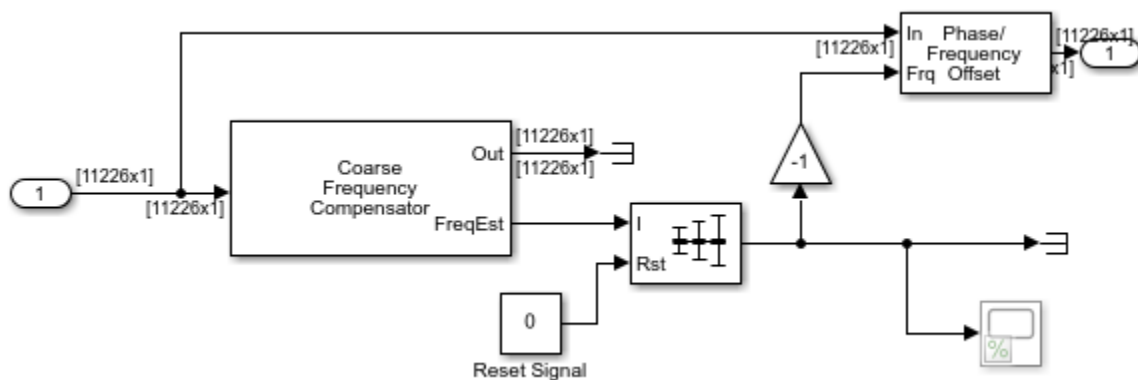 [11226x1]
In Phase/
Frequency
Frq Offset
[11226x1]
1
x1]
[11226x1]
Out
[11226x1]
Coarse
Frequency
Compensator
-1
1
[11226x1]
[11226x1]
FreqEst
I
Rst
0
%
Reset Signal